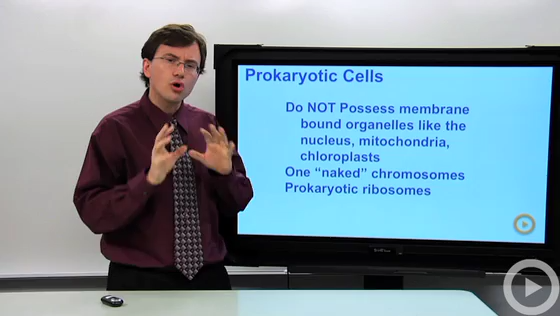 Prokaryotic Cells
Do NOT Possess membrane
bound organelles like the
nucleus, mitochondria,
chloroplasts
One “naked” chromosomes
Prokaryotic ribosomes